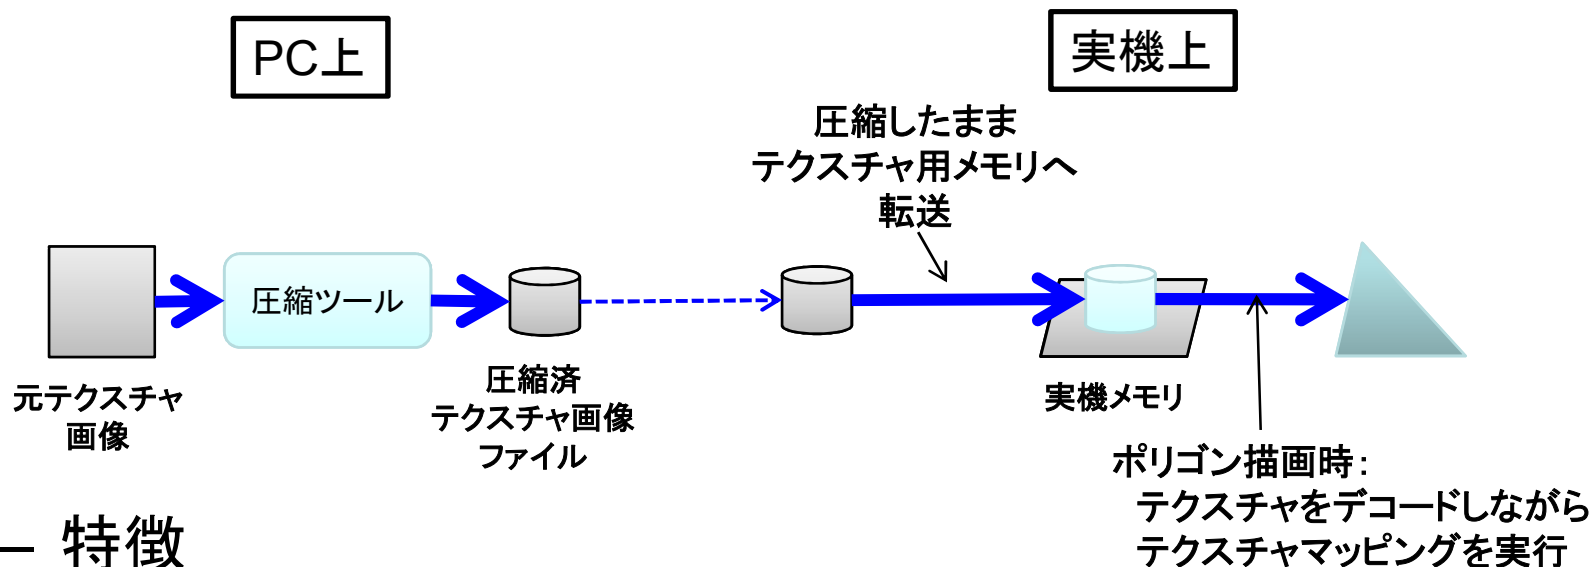 PC上
実機上
圧縮したまま
テクスチャ用メモリへ
転送
圧縮ツール
元テクスチャ
画像
圧縮済
テクスチャ画像
ファイル
実機メモリ
ポリゴン描画時:
テクスチャをデコードしながら
テクスチャマッピングを実行
– 特徴